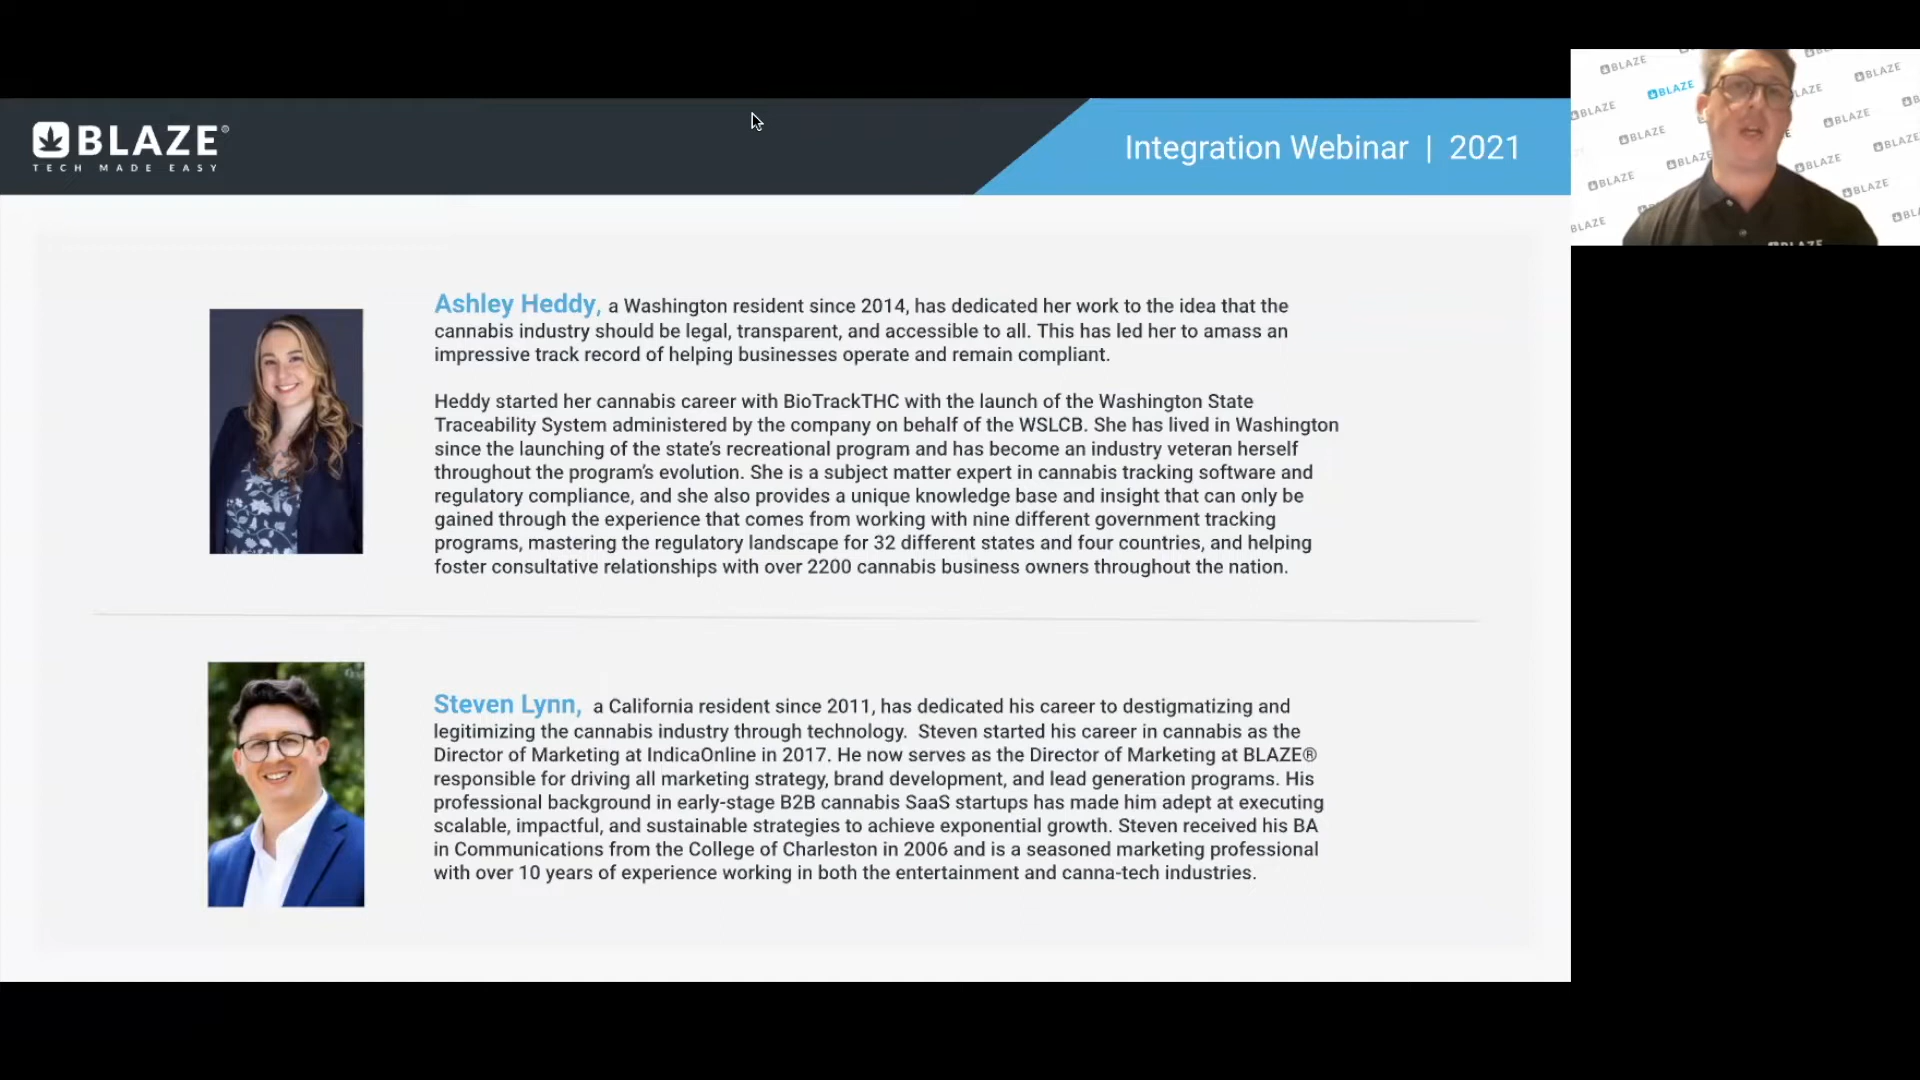 BLAZE®
TECH MADE EASY
Integration Webinar | 2021
BLAZE
BLAZE
BLAZE
BLAZE
BLAZE
BLAZE
BLAZE
BLAZE
BLAZE
BLAZE
BLAZE
BLAZE
Ashley Heddy, a Washington resident since 2014, has dedicated her work to the idea that the
cannabis industry should be legal, transparent, and accessible to all. This has led her to amass an
impressive track record of helping businesses operate and remain compliant.
Heddy started her cannabis career with BioTrackTHC with the launch of the Washington State
Traceability System administered by the company on behalf of the WSLCB. She has lived in Washington
since the launching of the state's recreational program and has become an industry veteran herself
throughout the program's evolution. She is a subject matter expert in cannabis tracking software and
regulatory compliance, and she also provides a unique knowledge base and insight that can only be
gained through the experience that comes from working with nine different government tracking
programs, mastering the regulatory landscape for 32 different states and four countries, and helping
foster consultative relationships with over 2200 cannabis business owners throughout the nation.
Steven Lynn, a California resident since 2011, has dedicated his career to destigmatizing and
legitimizing the cannabis industry through technology. Steven started his career in cannabis as the
Director of Marketing at IndicaOnline in 2017. He now serves as the Director of Marketing at BLAZE®
responsible for driving all marketing strategy, brand development, and lead generation programs. His
professional background in early-stage B2B cannabis SaaS startups has made him adept at executing
scalable, impactful, and sustainable strategies to achieve exponential growth. Steven received his BA
in Communications from the College of Charleston in 2006 and is a seasoned marketing professional
with over 10 years of experience working in both the entertainment and canna-tech industries.